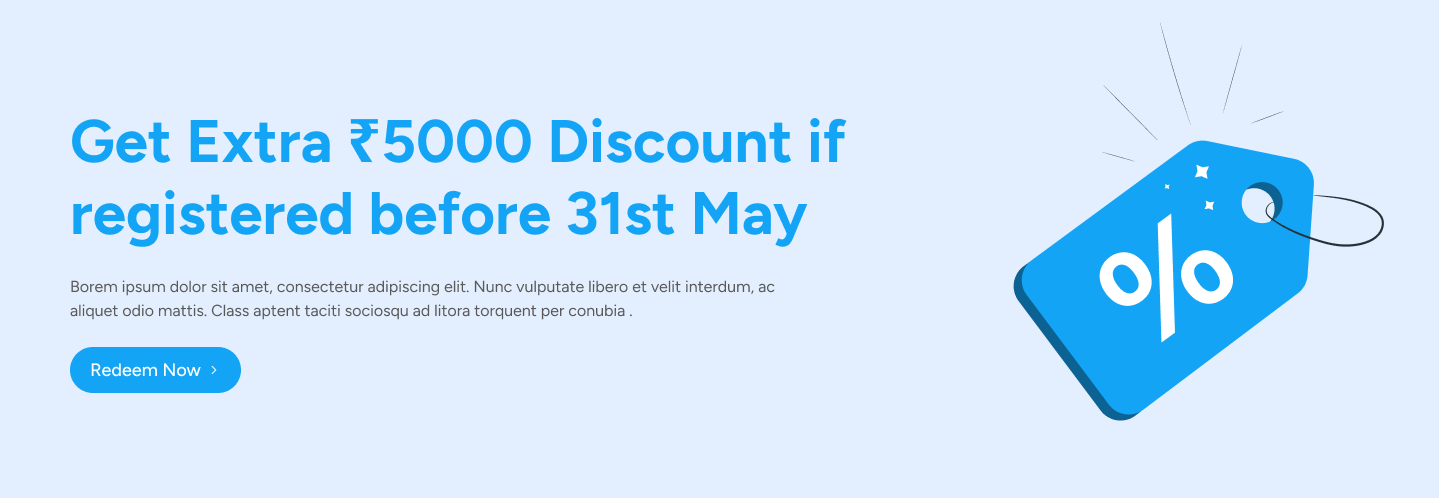 Get Extra ₹5000 Discount if
registered before 31st May
Borem ipsum dolor sit amet, consectetur adipiscing elit. Nunc vulputate libero et velit interdum, ac
aliquet odio mattis. Class aptent taciti sociosqu ad litora torquent per conubia .
Redeem Now >
%